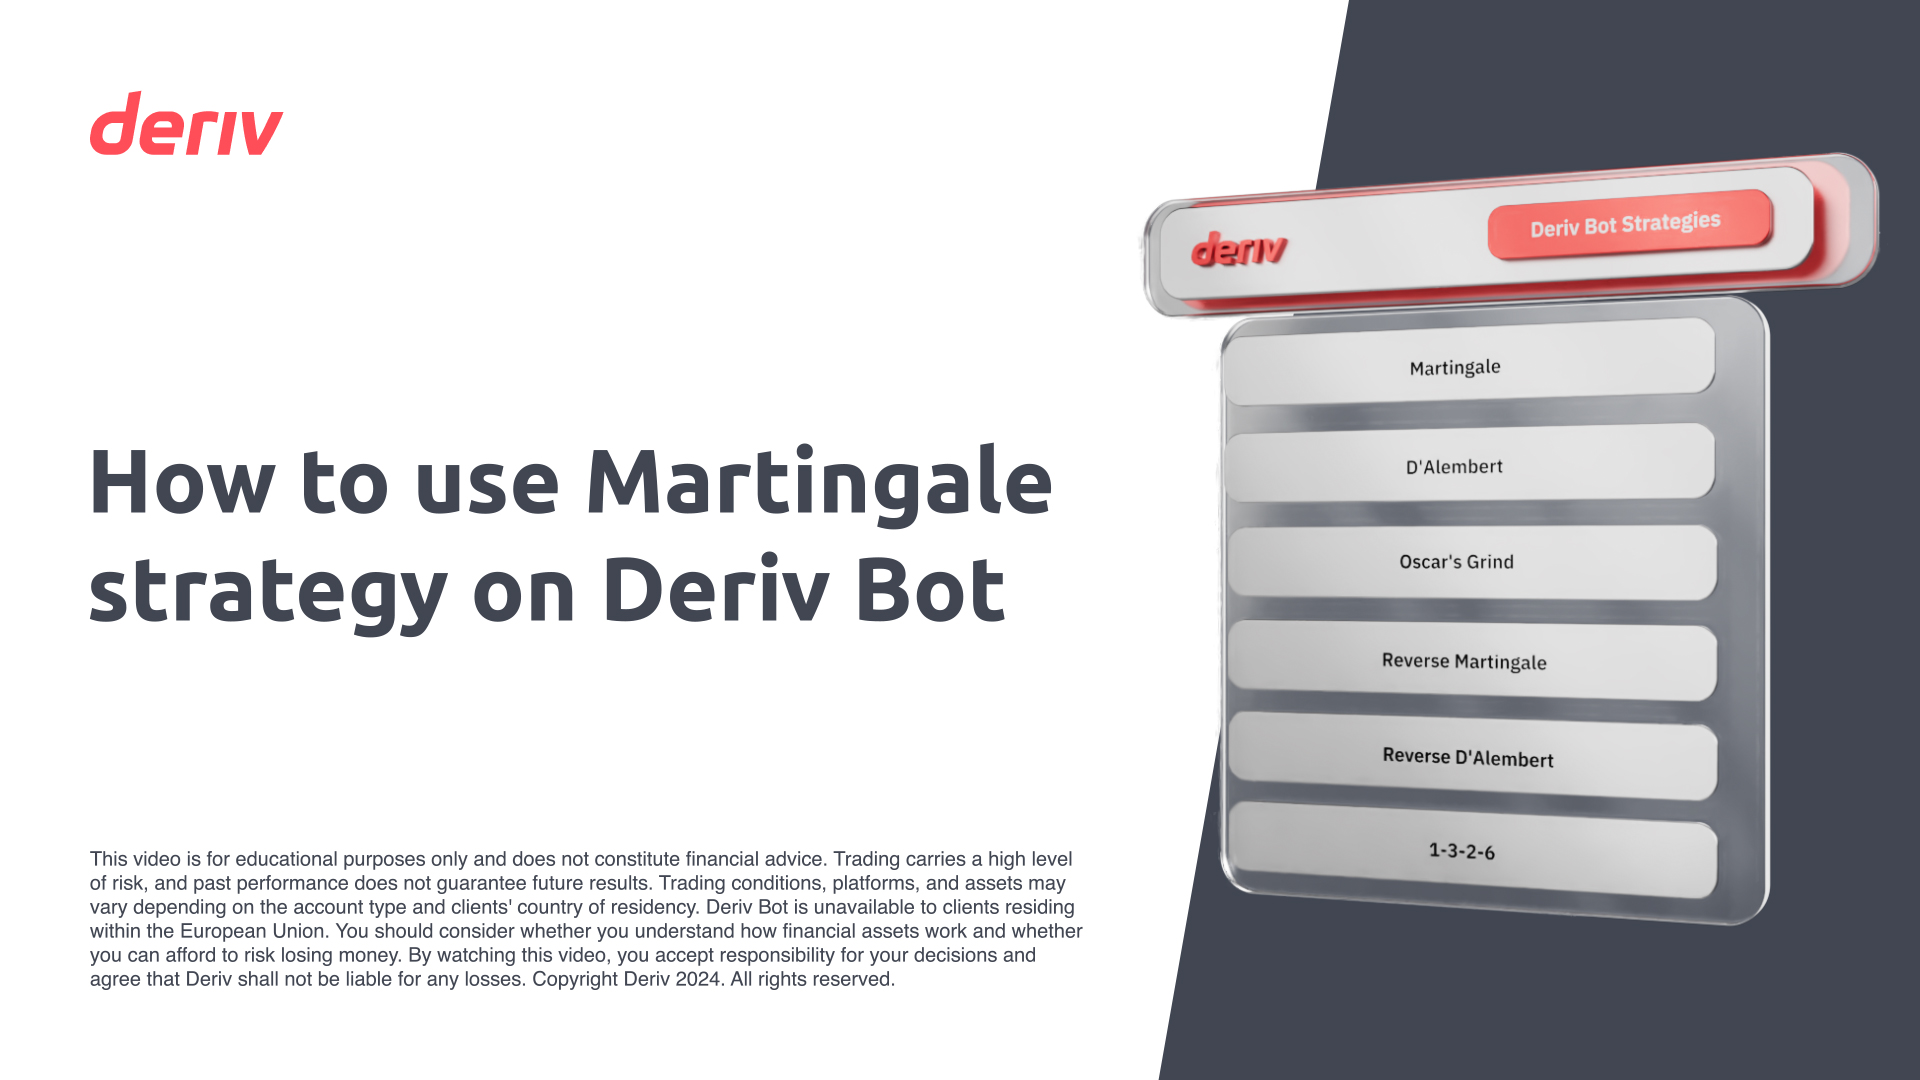 deriv
How to use Martingale
strategy on Deriv Bot
This video is for educational purposes only and does not constitute financial advice. Trading carries a high level
of risk, and past performance does not guarantee future results. Trading conditions, platforms, and assets may
vary depending on the account type and clients' country of residency. Deriv Bot is unavailable to clients residing
within the European Union. You should consider whether you understand how financial assets work and whether
you can afford to risk losing money. By watching this video, you accept responsibility for your decisions and
agree that Deriv shall not be liable for any losses. Copyright Deriv 2024. All rights reserved.
deriv
Deriv Bot Strategies
Martingale
D'Alembert
Oscar's Grind
Reverse Martingale
Reverse D'Alembert
1-3-2-6